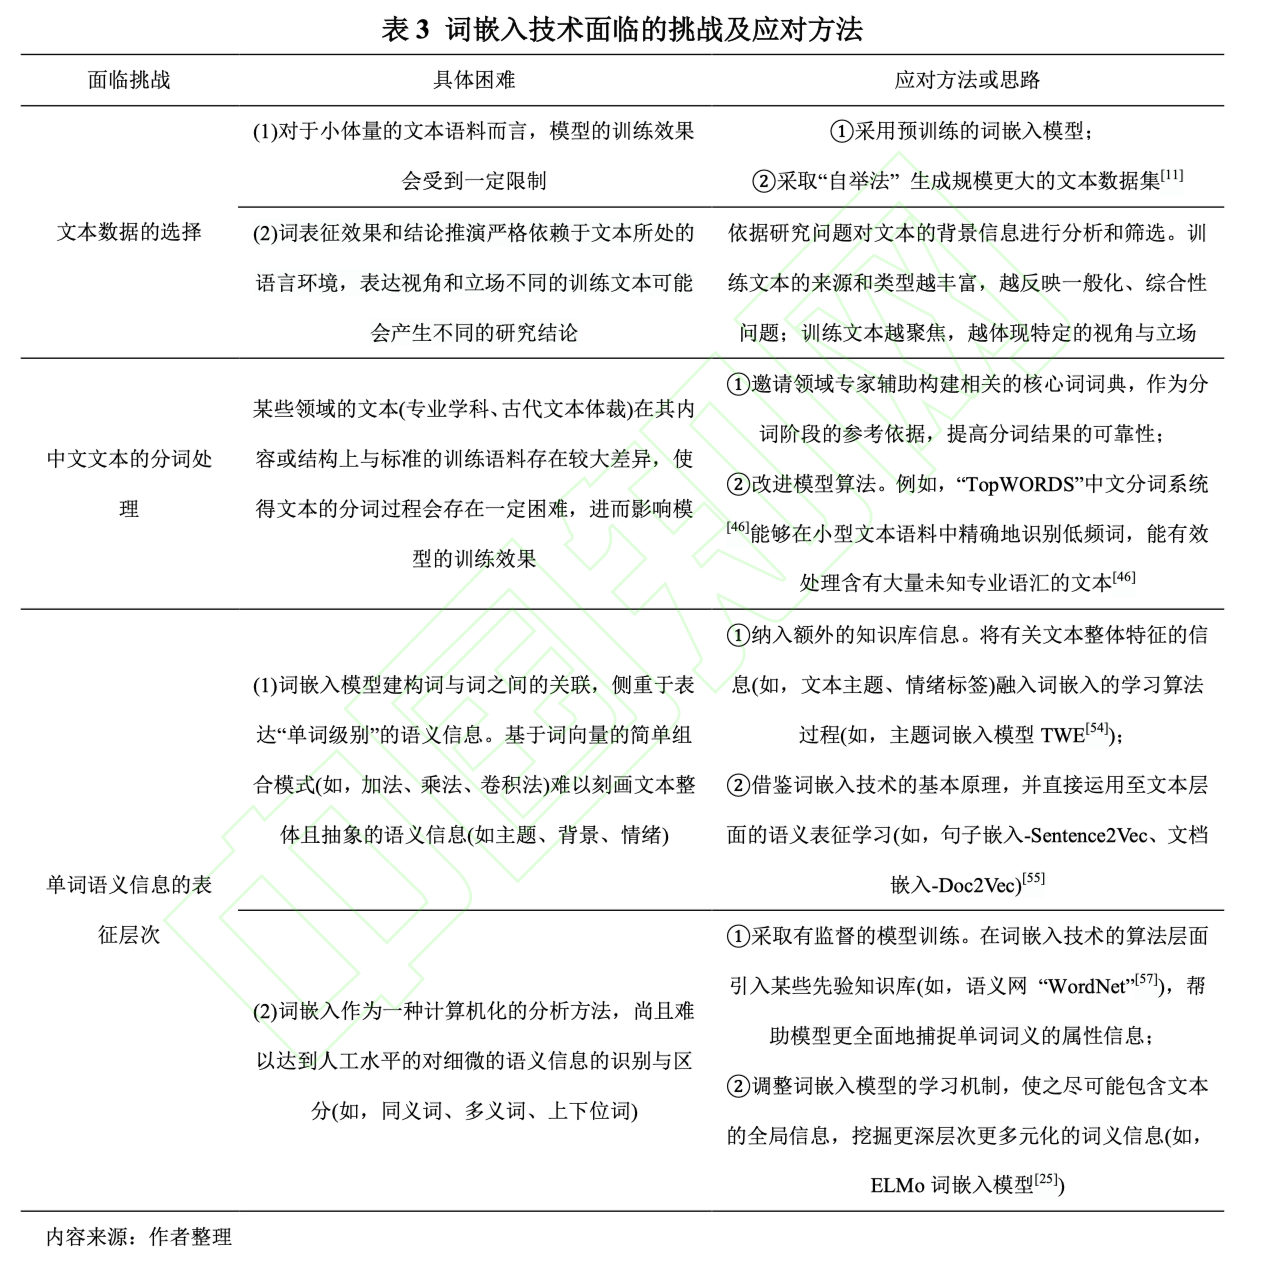 表 3 词嵌入技术面临的挑战及应对方法
面临挑战
具体困难
应对方法或思路
文本数据的选择
(1)对于小体量的文本语料而言，模型的训练效果
会受到一定限制
①采用预训练的词嵌入模型；
②采取“自举法” 生成规模更大的文本数据集[11]
(2)词表征效果和结论推演严格依赖于文本所处的
语言环境，表达视角和立场不同的训练文本可能
会产生不同的研究结论
依据研究问题对文本的背景信息进行分析和筛选。训
练文本的来源和类型越丰富，越反映一般化、综合性
问题；训练文本越聚焦，越体现特定的视角与立场
中文文本的分词处
理
某些领域的文本(专业学科、古代文本体裁)在其内
容或结构上与标准的训练语料存在较大差异，使
得文本的分词过程会存在一定困难，进而影响模
型的训练效果
①邀请领域专家辅助构建相关的核心词词典，作为分
词阶段的参考依据，提高分词结果的可靠性；
②改进模型算法。例如，“TopWORDS”中文分词系统
[46]能够在小型文本语料中精确地识别低频词，能有效
处理含有大量未知专业语汇的文本[46]
单词语义信息的表
征层次
(1)词嵌入模型建构词与词之间的关联，侧重于表
达“单词级别”的语义信息。基于词向量的简单组
合模式(如，加法、乘法、卷积法)难以刻画文本整
体且抽象的语义信息(如主题、背景、情绪)
①纳入额外的知识库信息。将有关文本整体特征的信
息(如，文本主题、情绪标签)融入词嵌入的学习算法
过程(如，主题词嵌入模型 TWE[54])；
②借鉴词嵌入技术的基本原理，并直接运用至文本层
面的语义表征学习(如，句子嵌入-Sentence2Vec、文档
嵌入-Doc2Vec)[55]
(2)词嵌入作为一种计算机化的分析方法，尚且难
以达到人工水平的对细微的语义信息的识别与区
分(如，同义词、多义词、上下位词)
①采取有监督的模型训练。在词嵌入技术的算法层面
引入某些先验知识库(如，语义网 “WordNet”[57])，帮
助模型更全面地捕捉单词词义的属性信息；
②调整词嵌入模型的学习机制，使之尽可能包含文本
的全局信息，挖掘更深层次更多元化的词义信息(如，
ELMo 词嵌入模型[25])
内容来源：作者整理
中国知网